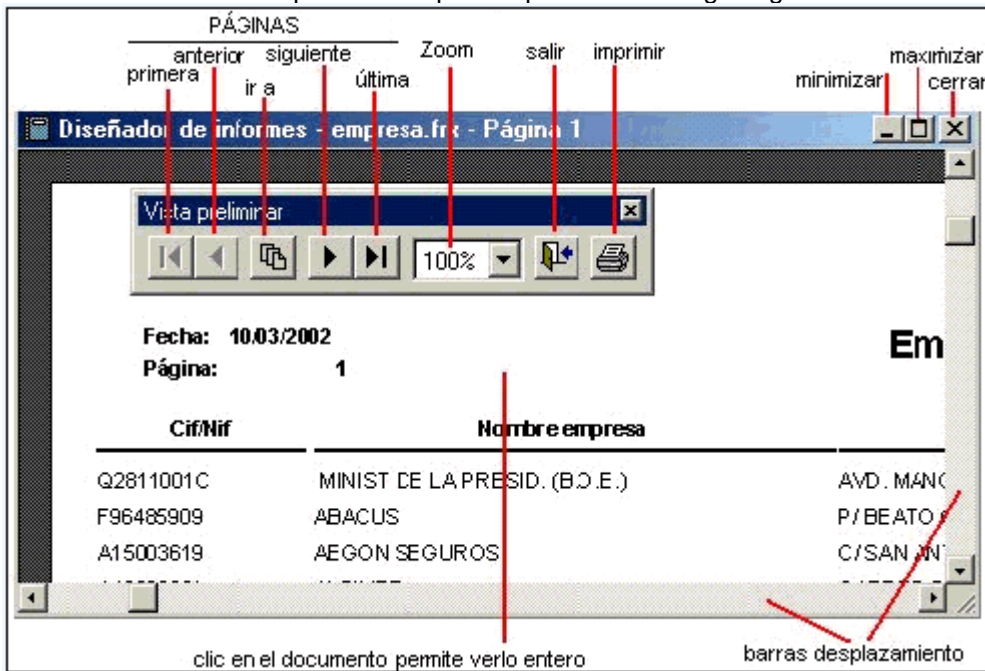 PÁGINAS
anterior siguiente Zoom salir imprimir maximizar
primera ir a última minimizar cerrar
Diseñador de informes - empresa.frx - Página 1
Vista preliminar
100%
Fecha: 10/03/2002
Em
Página: 1
Cif/Nif Nombre empresa
Q2811001C MINIST DE LA PRESID. (B.O.E.) AVD. MANC
F96485909 ABACUS P/ BEATO
A15003619 AEGON SEGUROS C/ SAN ANT
clic en el documento permite verlo entero barras desplazamiento